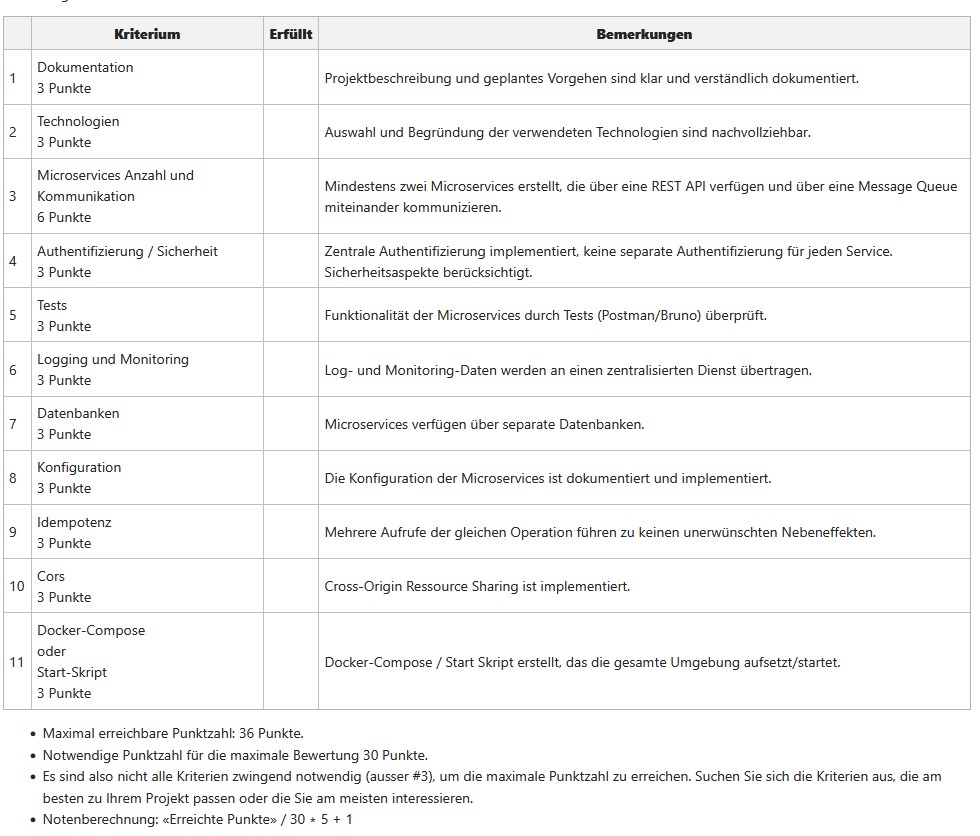 Kriterium Erfüllt Bemerkungen
1 Dokumentation
3 Punkte
Projektbeschreibung und geplantes Vorgehen sind klar und verständlich dokumentiert.
2 Technologien
3 Punkte
Auswahl und Begründung der verwendeten Technologien sind nachvollziehbar.
3 Microservices Anzahl und
Kommunikation
6 Punkte
Mindestens zwei Microservices erstellt, die über eine REST API verfügen und über eine Message Queue
miteinander kommunizieren.
4 Authentifizierung / Sicherheit
3 Punkte
Zentrale Authentifizierung implementiert, keine separate Authentifizierung für jeden Service.
Sicherheitsaspekte berücksichtigt.
5 Tests
3 Punkte
Funktionalität der Microservices durch Tests (Postman/Bruno) überprüft.
6 Logging und Monitoring
3 Punkte
Log- und Monitoring-Daten werden an einen zentralisierten Dienst übertragen.
7 Datenbanken
3 Punkte
Microservices verfügen über separate Datenbanken.
8 Konfiguration
3 Punkte
Die Konfiguration der Microservices ist dokumentiert und implementiert.
9 Idempotenz
3 Punkte
Mehrere Aufrufe der gleichen Operation führen zu keinen unerwünschten Nebeneffekten.
10 Cors
3 Punkte
Cross-Origin Ressource Sharing ist implementiert.
11 Docker-Compose
oder
Start-Skript
3 Punkte
Docker-Compose / Start Skript erstellt, das die gesamte Umgebung aufsetzt/startet.
• Maximal erreichbare Punktzahl: 36 Punkte.
• Notwendige Punktzahl für die maximale Bewertung 30 Punkte.
• Es sind also nicht alle Kriterien zwingend notwendig (ausser #3), um die maximale Punktzahl zu erreichen. Suchen Sie sich die Kriterien aus, die am
besten zu Ihrem Projekt passen oder die Sie am meisten interessieren.
• Notenberechnung: «Erreichte Punkte» / 30 * 5 + 1